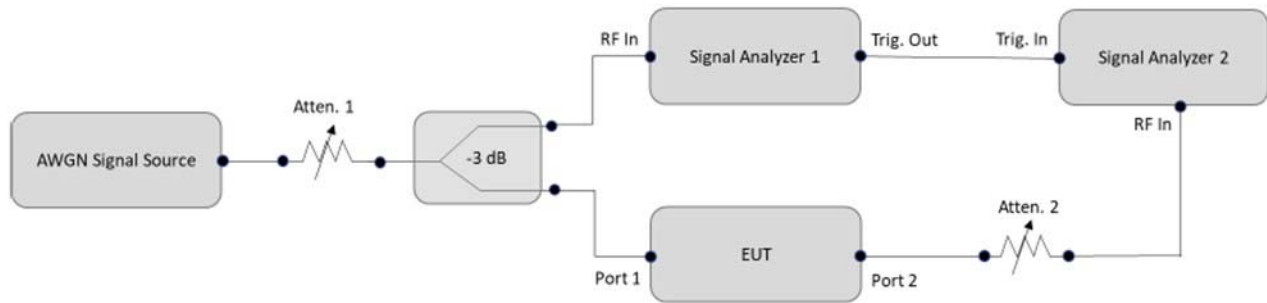 RF In
Signal Analyzer 1
Trig. Out
Trig. In
Signal Analyzer 2
RF In
Atten. 1
AWGN Signal Source
-3 dB
Atten. 2
EUT
Port 1
Port 2